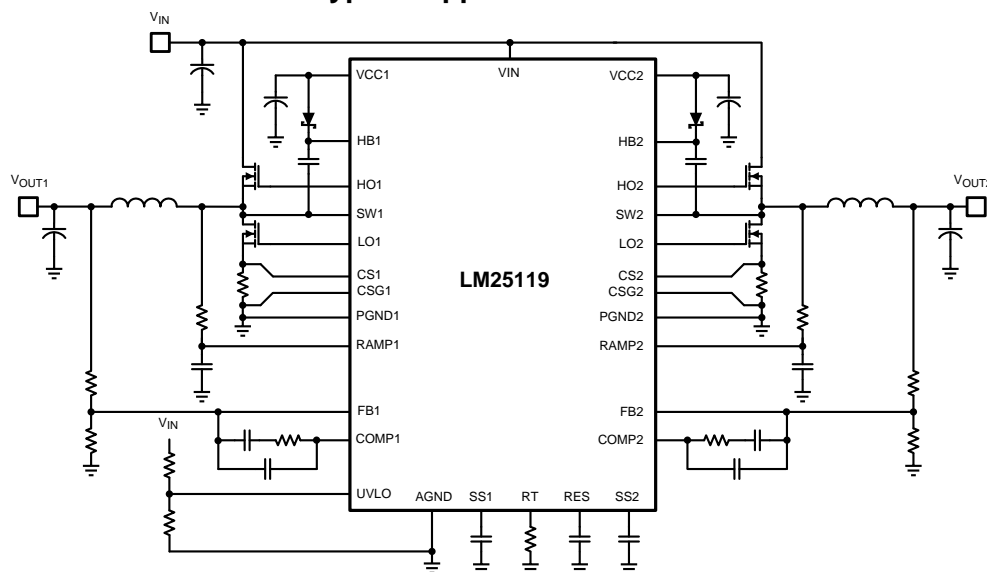 VIN
VCC1
VIN
VCC2
HB1
HB2
VOUT1
HO1
HO2
SW1
SW2
LO1
LO2
CS1
LM25119
CS2
CSG1
CSG2
PGND1
PGND2
RAMP1
RAMP2
FB1
FB2
VIN
COMP1
COMP2
UVLO
AGND
SS1
RT
RES
SS2